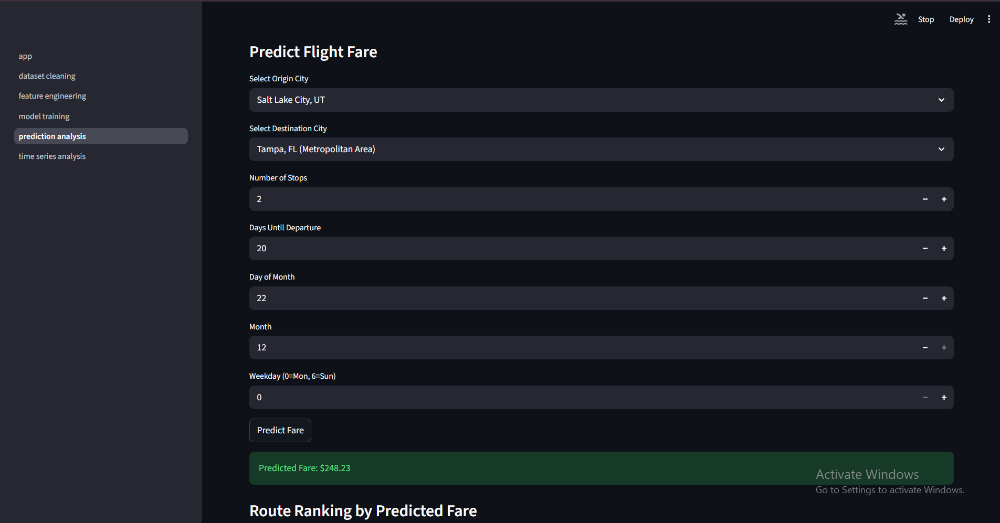 Stop
Deploy
app
dataset cleaning
feature engineering
model training
prediction analysis
time series analysis
Predict Flight Fare
Select Origin City
Salt Lake City, UT
Select Destination City
Tampa, FL (Metropolitan Area)
Number of Stops
2
Days Until Departure
20
Day of Month
22
Month
12
Weekday (0=Mon, 6=Sun)
0
Predict Fare
Predicted Fare: $248.23
Activate Windows
Go to Settings to activate Windows.
Route Ranking by Predicted Fare